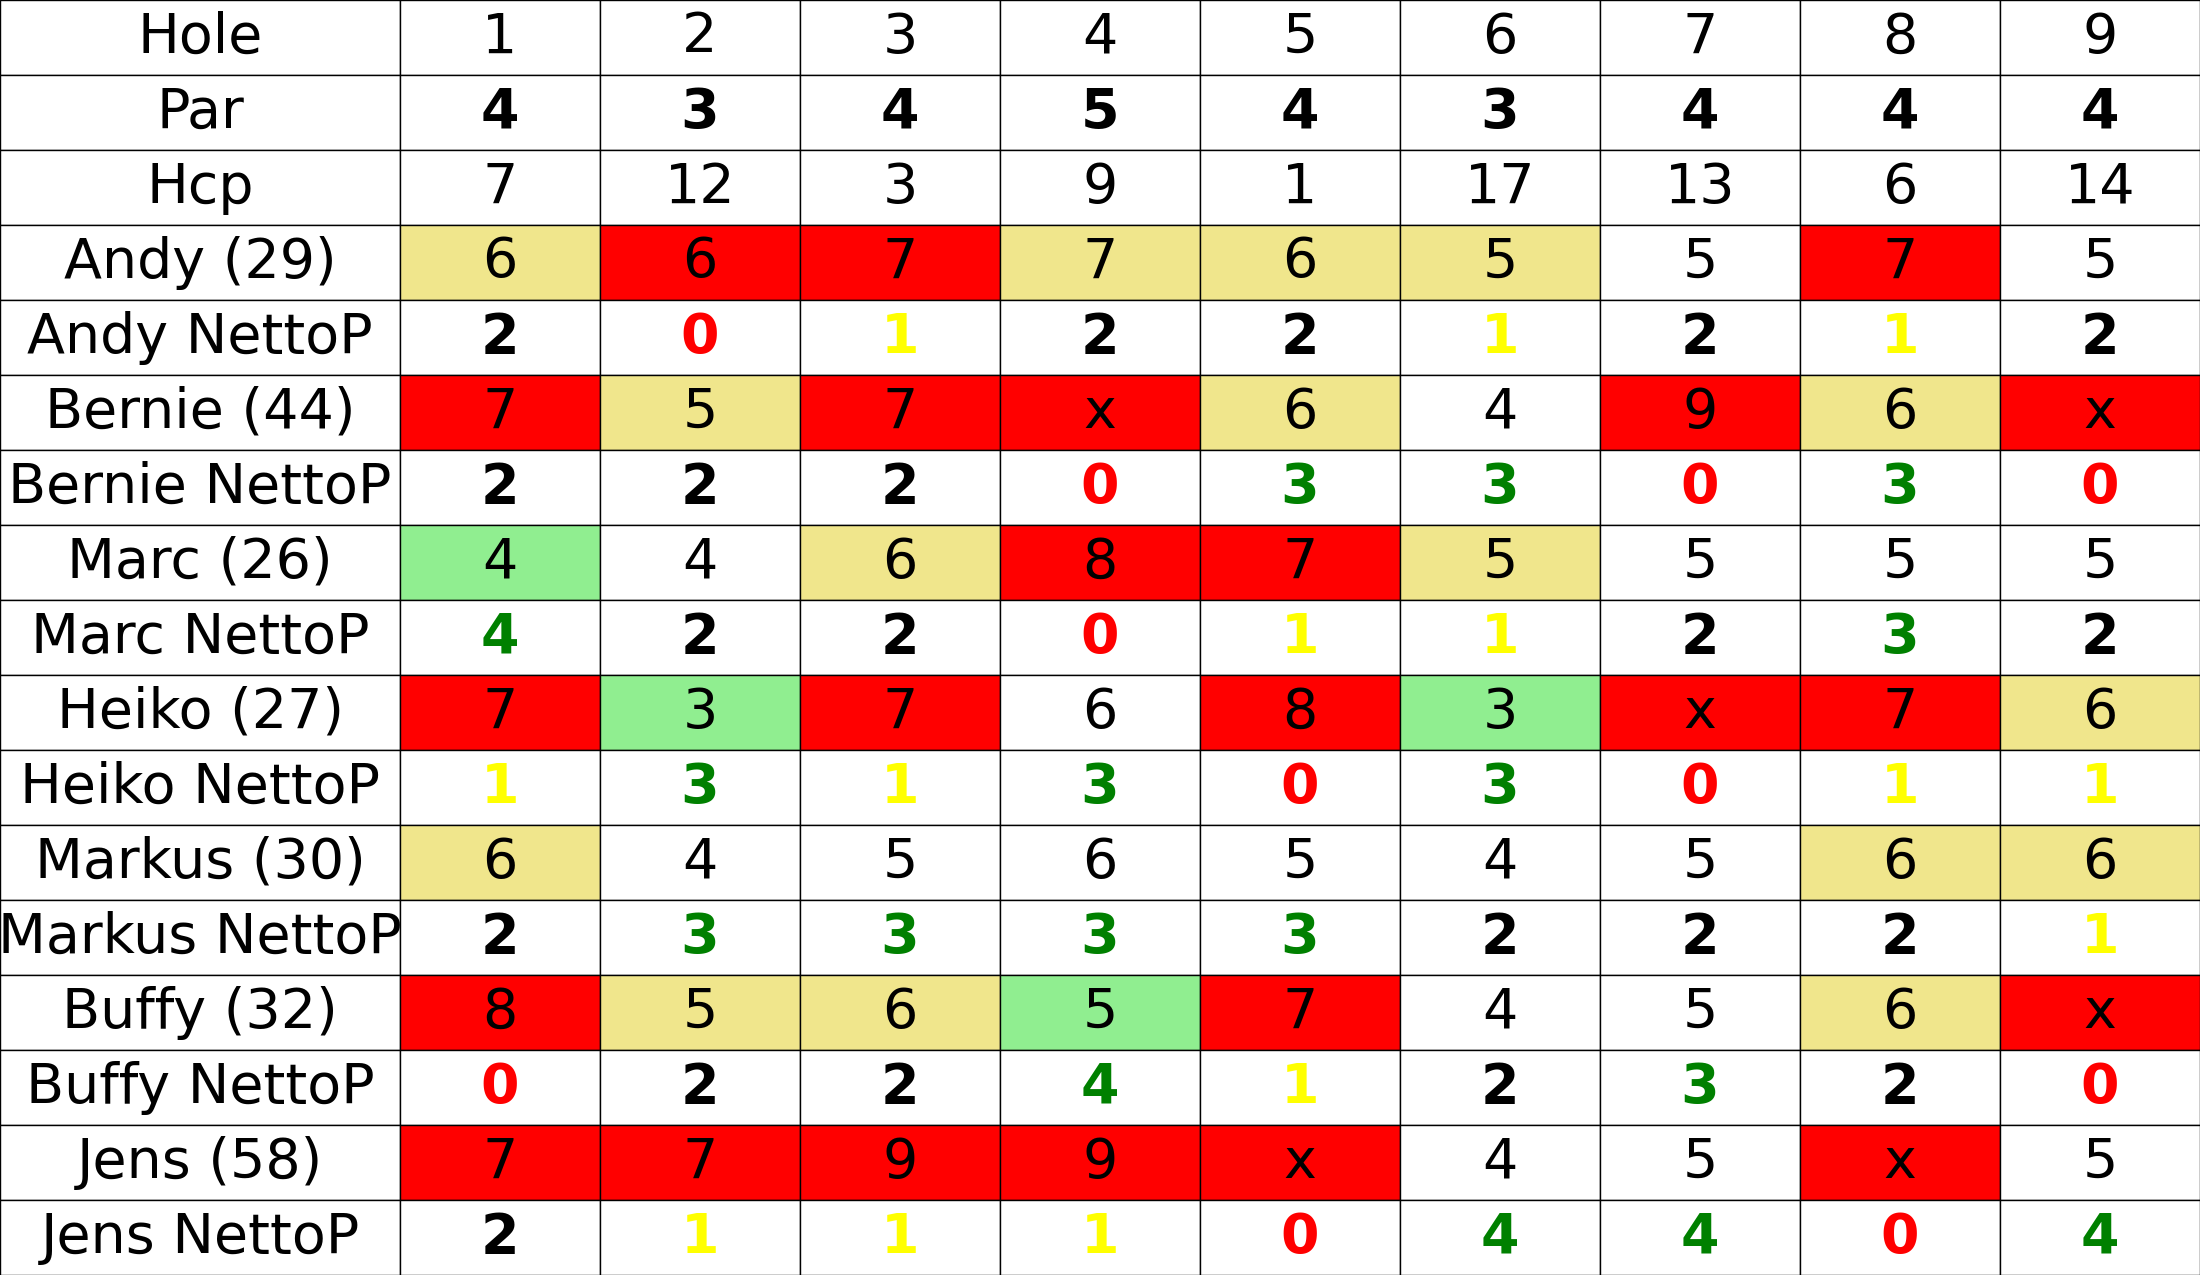 Hole 1 2 3 4 5 6 7 8 9
Par 4 3 4 5 4 3 4 4 4
Hcp 7 12 3 9 1 17 13 6 14
Andy (29) 6 6 7 7 6 5 5 7 5
Andy NettoP 2 0 1 2 2 1 2 1 2
Bernie (44) 7 5 7 x 6 4 9 6 x
Bernie NettoP 2 2 2 0 3 3 0 3 0
Marc (26) 4 4 6 8 7 5 5 5 5
Marc NettoP 4 2 2 0 1 1 2 3 2
Heiko (27) 7 3 7 6 8 3 x 7 6
Heiko NettoP 1 3 1 3 0 3 0 1 1
Markus (30) 6 4 5 6 5 4 5 6 6
Markus NettoP 2 3 3 3 3 2 2 2 1
Buffy (32) 8 5 6 5 7 4 5 6 x
Buffy NettoP 0 2 2 4 1 2 3 2 0
Jens (58) 7 7 9 9 x 4 5 x 5
Jens NettoP 2 1 1 1 0 4 4 0 4